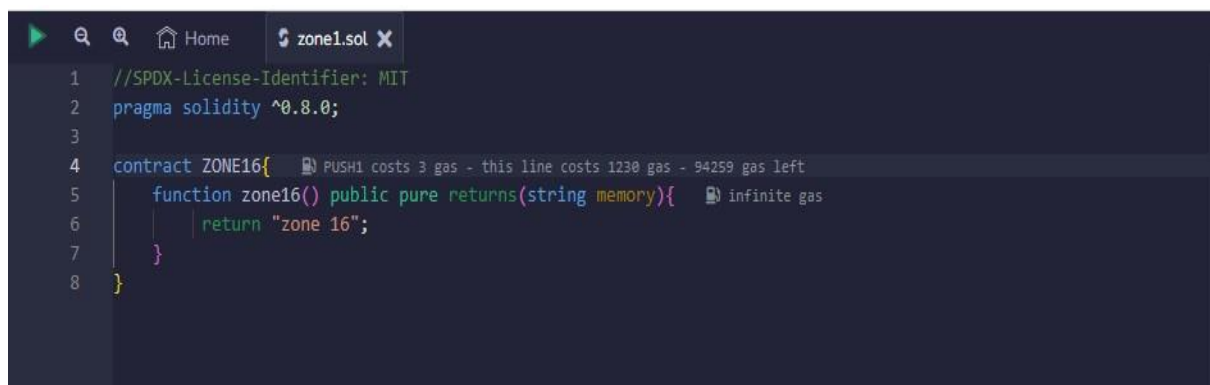 Home zone1.sol
1 //SPDX-License-Identifier: MIT
2 pragma solidity ^0.8.0;
3
4 contract ZONE16{ PUSH1 costs 3 gas - this line costs 1230 gas - 94259 gas left
5 function zone16() public pure returns(string memory){ infinite gas
6 return "zone 16";
7 }
8 }